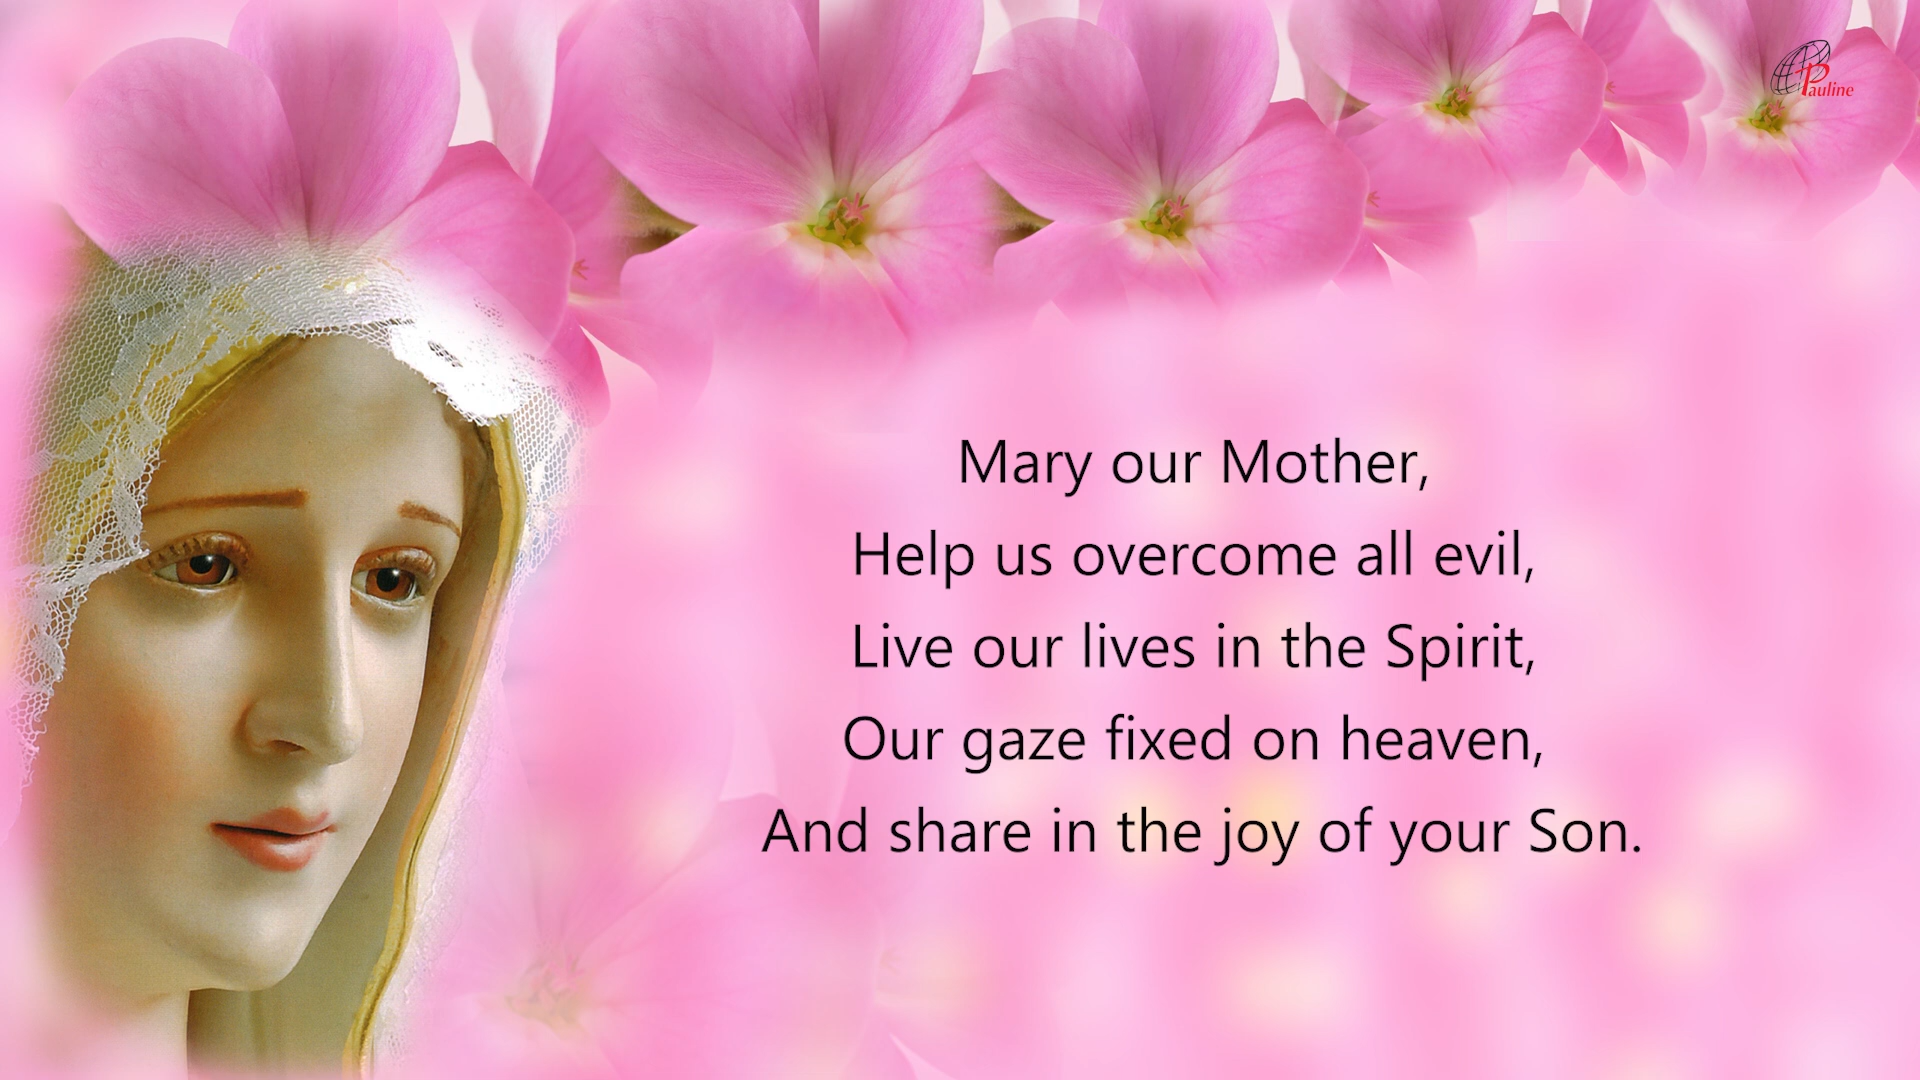 Pauline
Mary our Mother,
Help us overcome all evil,
Live our lives in the Spirit,
Our gaze fixed on heaven,
And share in the joy of your Son.